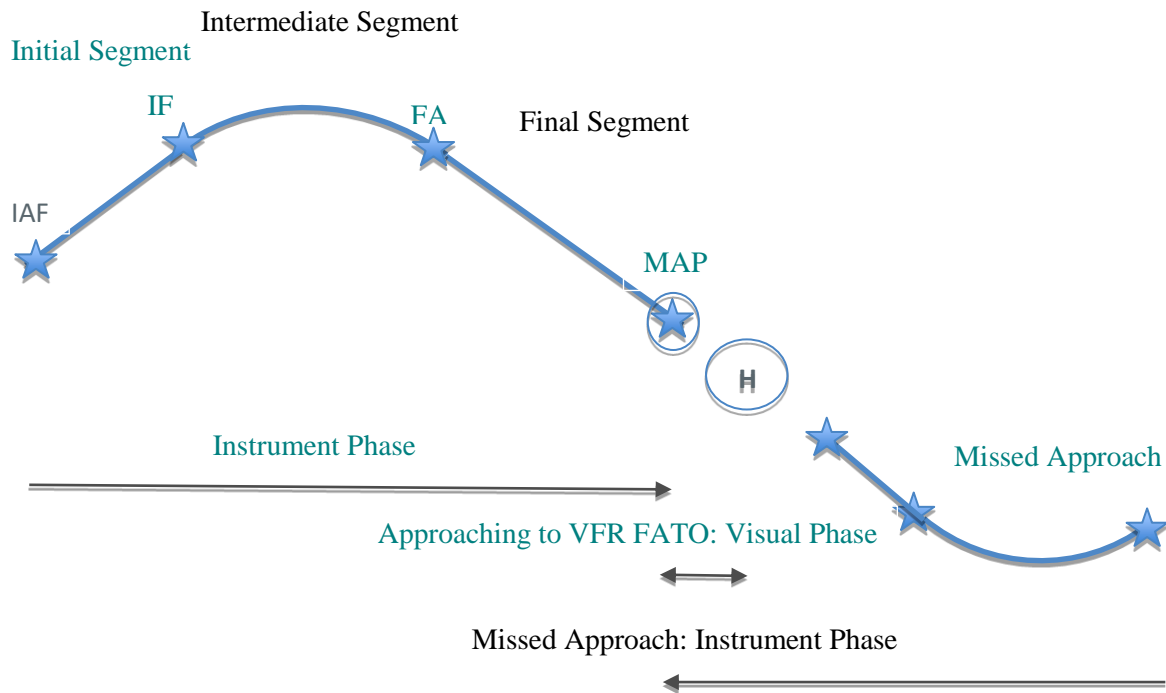 Intermediate Segment
Initial Segment
IF
FA
Final Segment
IAF
MAP
H
Instrument Phase
Missed Approach
Approaching to VFR FATO: Visual Phase
Missed Approach: Instrument Phase